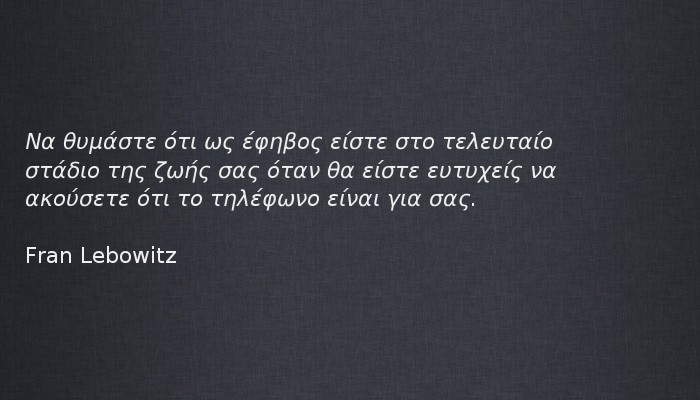 Να θυμάστε ότι ως έφηβος είστε στο τελευταίο
στάδιο της ζωής σας όταν θα είστε ευτυχείς να
ακούσετε ότι το τηλέφωνο είναι για σας.
Fran Lebowitz